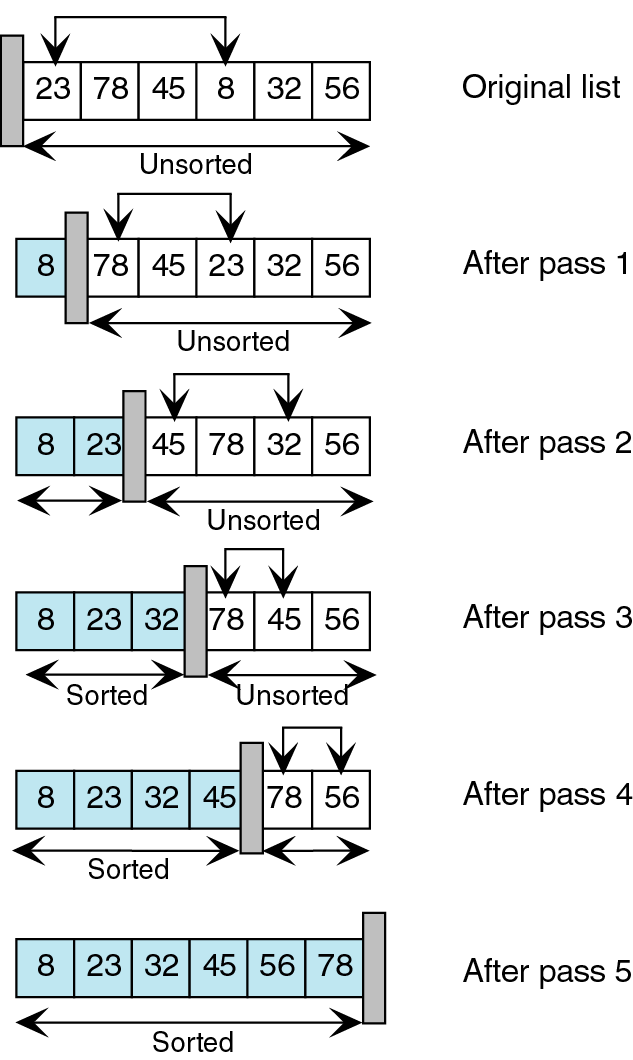 23 78 45 8 32 56 Original list
Unsorted
8 78 45 23 32 56 After pass 1
Unsorted
8 23 45 78 32 56 After pass 2
Unsorted
8 23 32 78 45 56 After pass 3
Sorted Unsorted
8 23 32 45 78 56 After pass 4
Sorted
8 23 32 45 56 78 After pass 5
Sorted